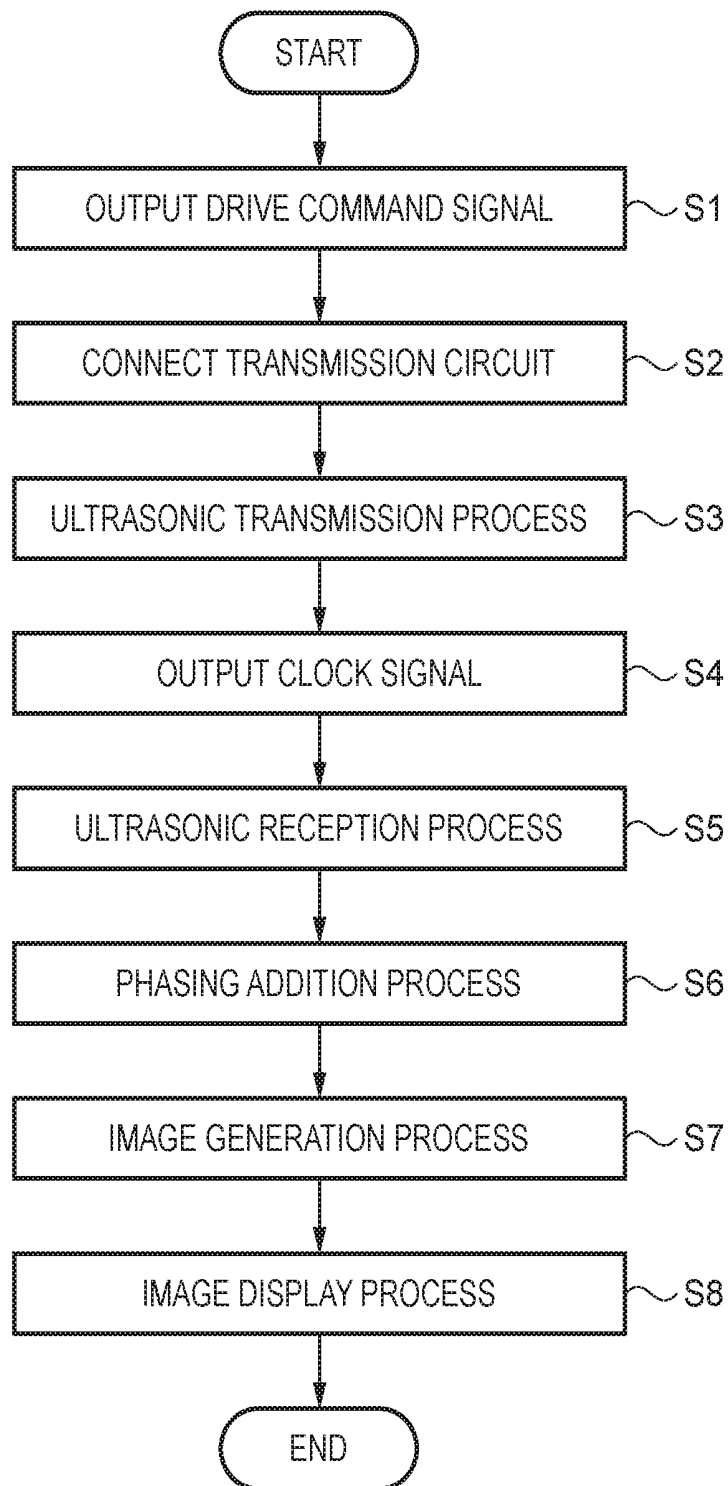 START
OUTPUT DRIVE COMMAND SIGNAL S1
CONNECT TRANSMISSION CIRCUIT S2
ULTRASONIC TRANSMISSION PROCESS S3
OUTPUT CLOCK SIGNAL S4
ULTRASONIC RECEPTION PROCESS S5
PHASING ADDITION PROCESS S6
IMAGE GENERATION PROCESS S7
IMAGE DISPLAY PROCESS S8
END